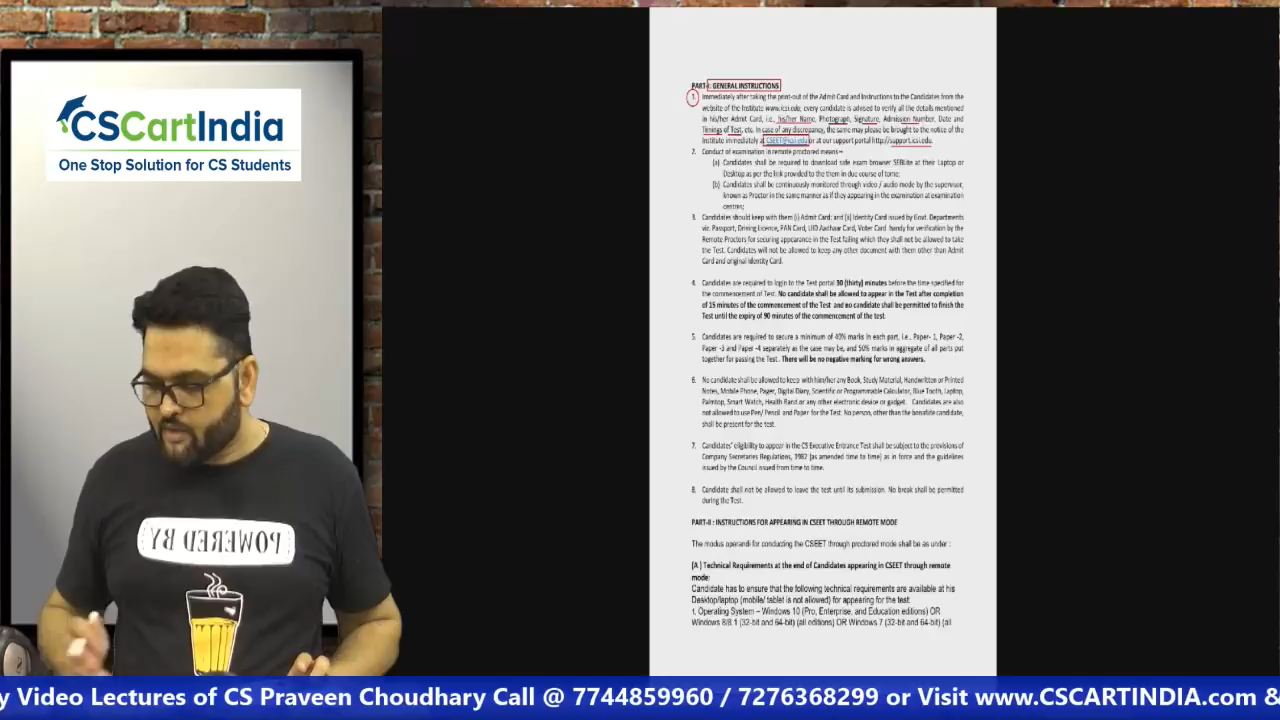 CSCartIndia
One Stop Solution for CS Students
POWERED BY
PART-I: GENERAL INSTRUCTIONS
1. Immediately after taking the print-out of the Admit Card and Instructions to the Candidates from the
website of the Institute www.icsi.edu, every candidate is advised to verify all the details mentioned
in his/her Admit Card, i.e., his/her Name, Photograph, Signature, Admission Number, Date and
Timings of Test, etc. In case of any discrepancy, the same may please be brought to the notice of the
Institute immediately at CSEET@icsi.edu or at our support portal http://support.icsi.edu.
2. Conduct of examination in remote proctored means –
(a) Candidates shall be required to download safe exam browser SEBLite at their Laptop or
Desktop as per the link provided to the them in due course of tome;
(b) Candidates shall be continuously monitored through video / audio mode by the supervisor,
known as Proctor in the same manner as if they appearing in the examination at examination
centres;
3. Candidates should keep with them (i) Admit Card: and (ii) Identity Card issued by Govt. Departments
viz. Passport, Driving Licence, PAN Card, UID Aadhaar Card, Voter Card handy for verification by the
Remote Proctors for securing appearance in the Test failing which they shall not be allowed to take
the Test. Candidates will not be allowed to keep any other document with them other than Admit
Card and original Identity Card.
4. Candidates are required to login to the Test portal 30 (thirty) minutes before the time specified for
the commencement of Test. No candidate shall be allowed to appear in the Test after completion
of 15 minutes of the commencement of the Test and no candidate shall be permitted to finish the
Test until the expiry of 90 minutes of the commencement of the test.
5. Candidates are required to secure a minimum of 40% marks in each part, i.e.. Paper- 1, Paper -2,
Paper -3 and Paper -4 separately as the case may be, and 50% marks in aggregate of all parts put
together for passing the Test . There will be no negative marking for wrong answers.
6. No candidate shall be allowed to keep with him/her any Book, Study Material, Handwritten or Printed
Notes, Mobile Phone, Pager, Digital Diary, Scientific or Programmable Calculator, Blue Tooth, Laptop,
Palmtop, Smart Watch, Health Band or any other electronic device or gadget. Candidates are also
not allowed to use Pen/ Pencil and Paper for the Test. No person, other than the bonafide candidate,
shall be present for the test.
7. Candidates' eligibility to appear in the CS Executive Entrance Test shall be subject to the provisions of
Company Secretaries Regulations, 1982 (as amended time to time) as in force and the guidelines
issued by the Council issued from time to time.
8. Candidate shall not be allowed to leave the test until its submission. No break shall be permitted
during the Test.
PART-II : INSTRUCTIONS FOR APPEARING IN CSEET THROUGH REMOTE MODE
The modus operandi for conducting the CSEET through proctored mode shall be as under :
(A ) Technical Requirements at the end of Candidates appearing in CSEET through remote
mode:
Candidate has to ensure that the following technical requirements are available at his
Desktop/laptop (mobile/ tablet is not allowed) for appearing for the test:
1. Operating System – Windows 10 (Pro, Enterprise, and Education editions) OR
Windows 8/8.1 (32-bit and 64-bit) (all editions) OR Windows 7 (32-bit and 64-bit) (all
y Video Lectures of CS Praveen Choudhary Call @ 7744859960 / 7276368299 or Visit www.CSCARTINDIA.com &